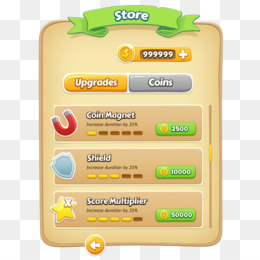 Store
999999
Upgrades
Coins
Coin Magnet
Increase duration by 25%
2500
Shield
Increase duration by 25%
10000
X
Score Multiplier
Increase duration by 25%
50000